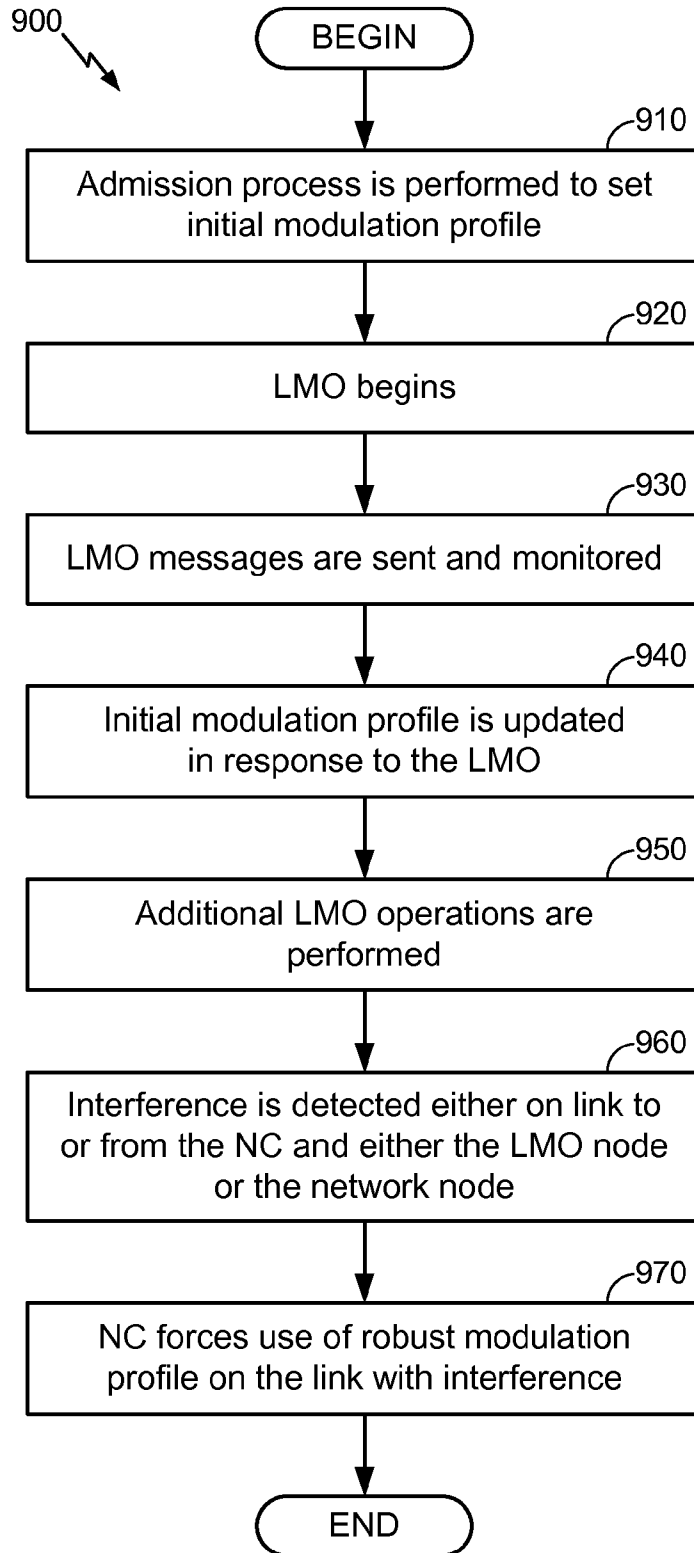 900
BEGIN
910
Admission process is performed to set
initial modulation profile
920
LMO begins
930
LMO messages are sent and monitored
940
Initial modulation profile is updated
in response to the LMO
950
Additional LMO operations are
performed
960
Interference is detected either on link to
or from the NC and either the LMO node
or the network node
970
NC forces use of robust modulation
profile on the link with interference
END